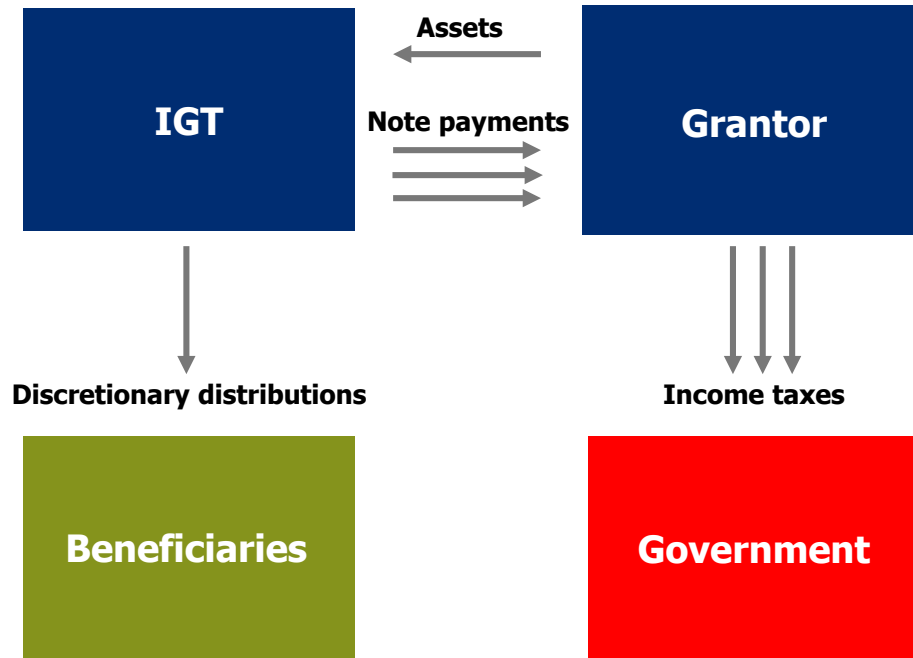 Assets
IGT
Note payments
Grantor
Discretionary distributions
Income taxes
Beneficiaries
Government